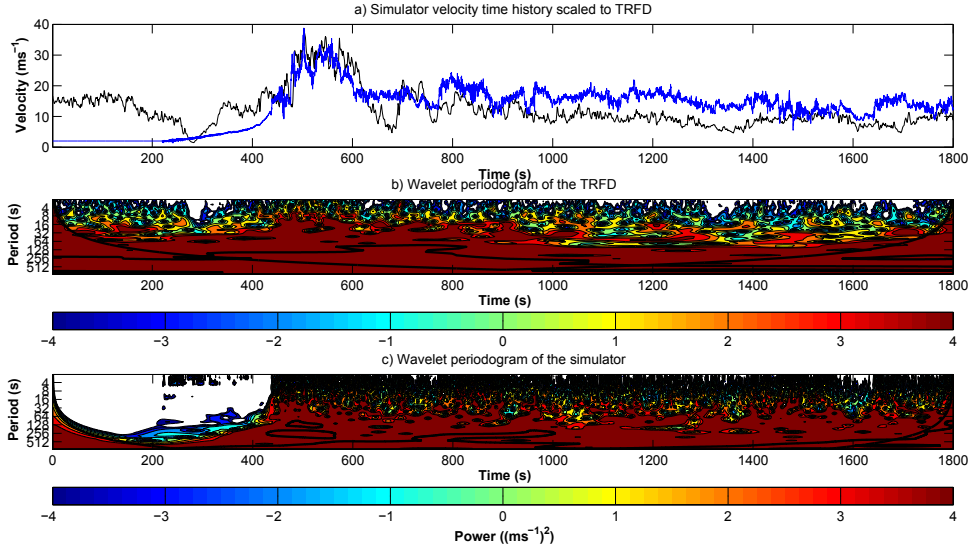 a) Simulator velocity time history scaled to TRFD
Velocity (ms⁻¹)
40
30
20
10
0
200 400 600 800 1000 1200 1400 1600 1800
Time (s)
b) Wavelet periodogram of the TRFD
Period (s)
4
8
16
32
64
128
256
512
200 400 600 800 1000 1200 1400 1600 1800
Time (s)
−4 −3 −2 −1 0 1 2 3 4
c) Wavelet periodogram of the simulator
Period (s)
4
8
16
32
64
128
256
512
0 200 400 600 800 1000 1200 1400 1600 1800
Time (s)
−4 −3 −2 −1 0 1 2 3 4
Power ((ms⁻¹)²)